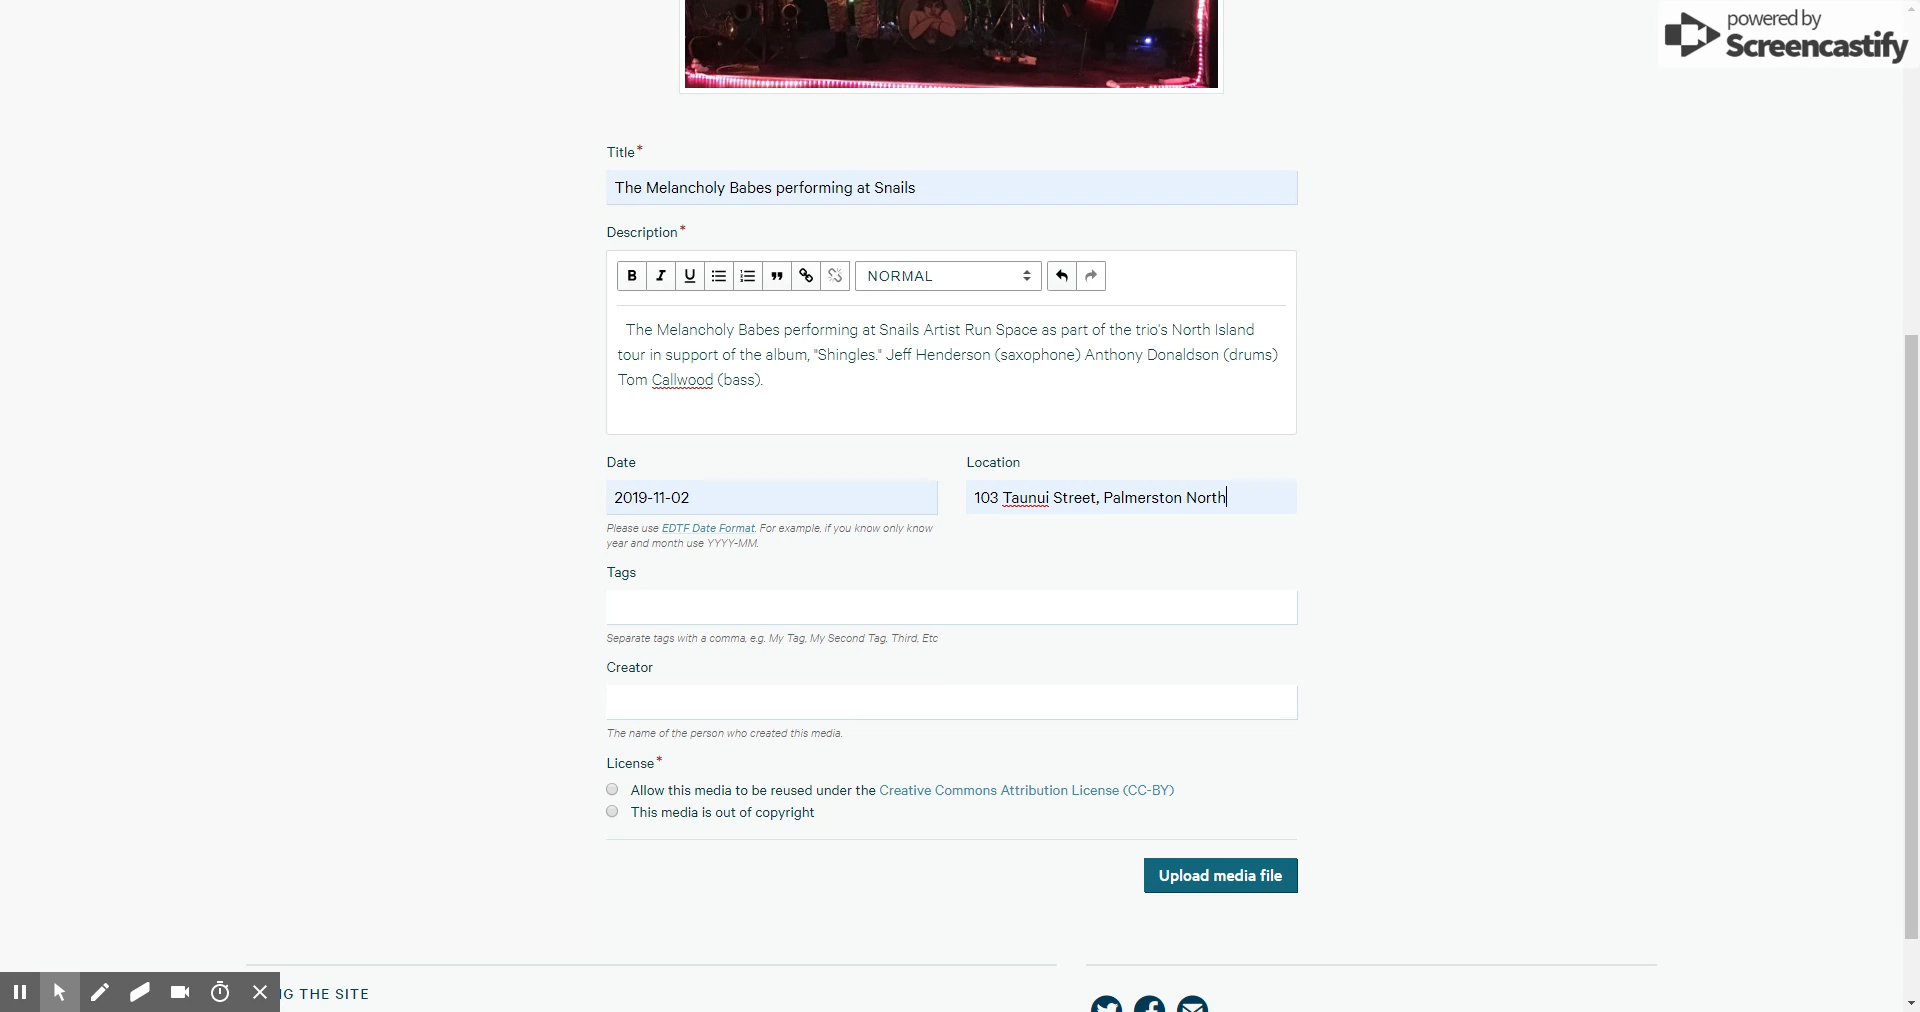 powered by
Screencastify
Title*
The Melancholy Babes performing at Snails
Description*
B I U NORMAL
The Melancholy Babes performing at Snails Artist Run Space as part of the trio's North Island
tour in support of the album, "Shingles." Jeff Henderson (saxophone) Anthony Donaldson (drums)
Tom Callwood (bass).
Date Location
2019-11-02 103 Taunui Street, Palmerston North
Please use EDTF Date Format. For example, if you know only know
year and month use YYYY-MM.
Tags
Separate tags with a comma, e.g. My Tag, My Second Tag, Third, Etc
Creator
The name of the person who created this media.
License*
Allow this media to be reused under the Creative Commons Attribution License (CC-BY)
This media is out of copyright
Upload media file
G THE SITE